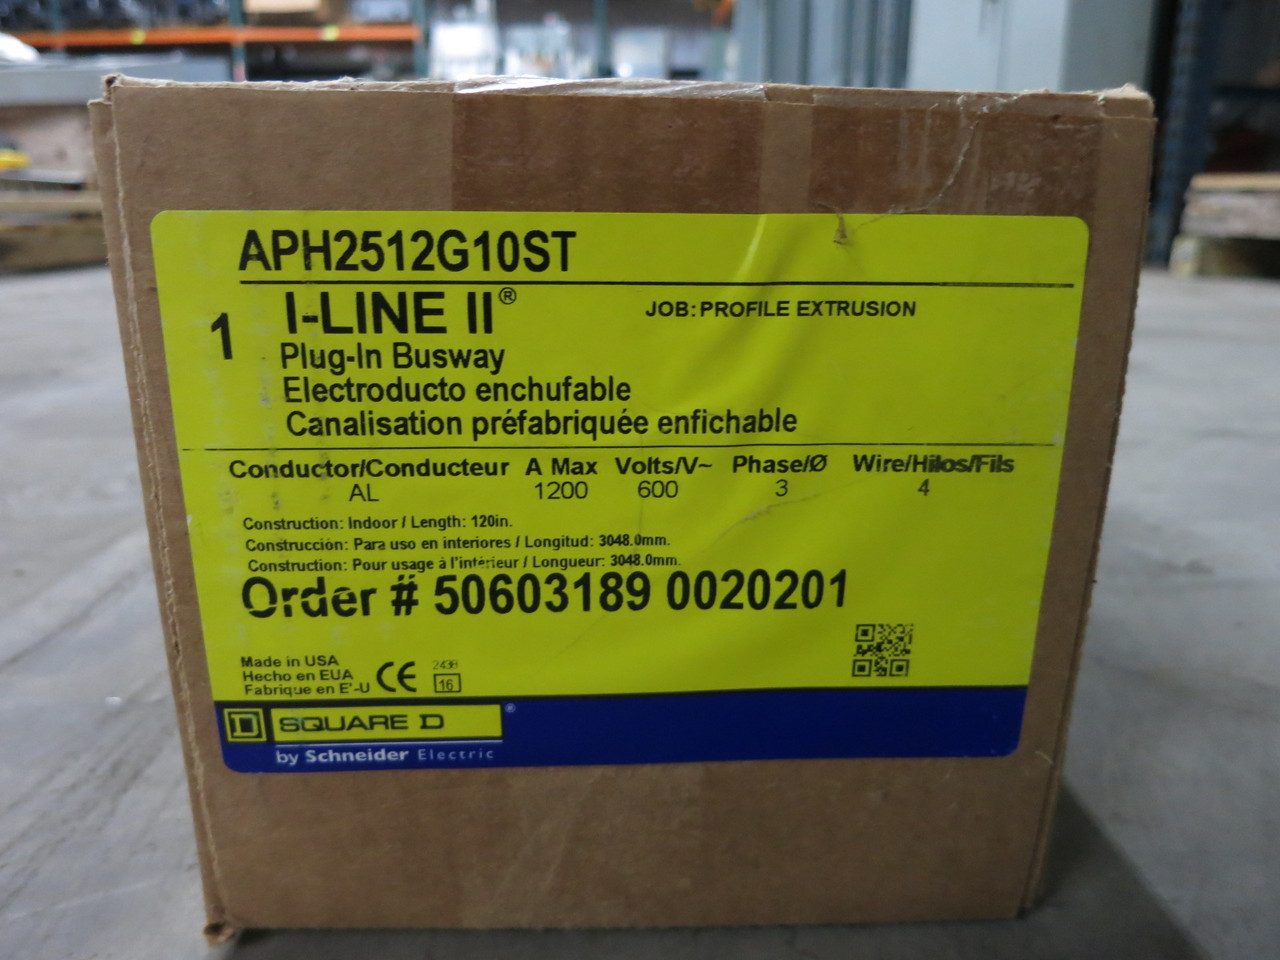 APH2512G10ST
1
I-LINE II®
JOB: PROFILE EXTRUSION
Plug-In Busway
Electroducto enchufable
Canalisation préfabriquée enfichable
Conductor/Conducteur A Max Volts/V~ Phase/Ø Wire/Hilos/Fils
AL 1200 600 3 4
Construction: Indoor / Length: 120in.
Construcción: Para uso en interiores / Longitud: 3048.0mm.
Construction: Pour usage à l'intérieur / Longueur: 3048.0mm.
Order # 50603189 0020201
Made in USA
Hecho en EUA
Fabrique en E'-U
CE
2438
16
D SQUARE D ®
by Schneider Electric